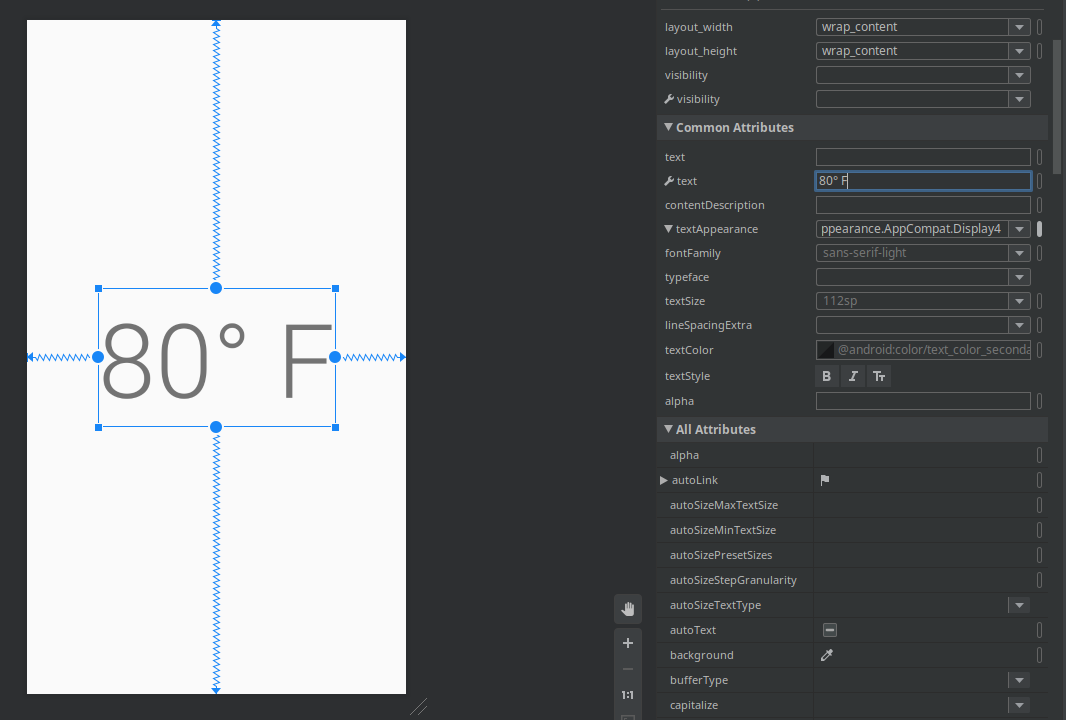 80° F
layout_width wrap_content
layout_height wrap_content
visibility
visibility
Common Attributes
text
text 80° F
contentDescription
textAppearance ppearance.AppCompat.Display4
fontFamily sans-serif-light
typeface
textSize 112sp
lineSpacingExtra
textColor @android:color/text_color_seconda
textStyle B I Tт
alpha
All Attributes
alpha
autoLink
autoSizeMaxTextSize
autoSizeMinTextSize
autoSizePresetSizes
autoSizeStepGranularity
autoSizeTextType
autoText
background
bufferType
capitalize
1:1